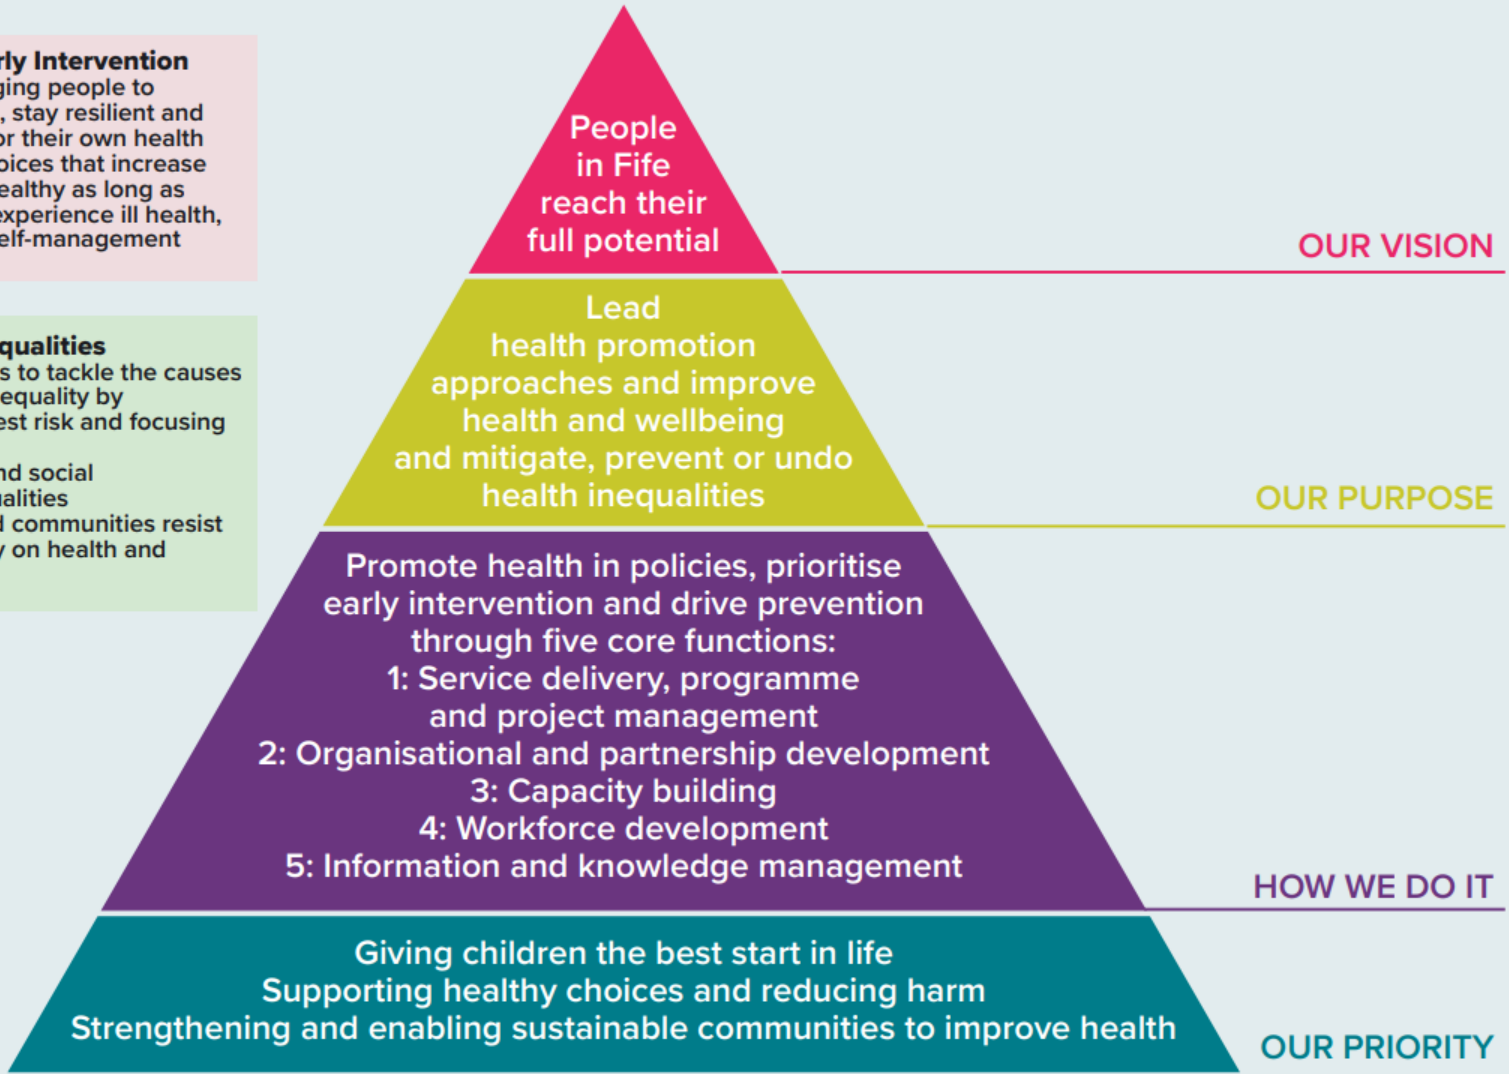 rly Intervention
ging people to
, stay resilient and
or their own health
oices that increase
ealthy as long as
experience ill health,
elf-management
qualities
s to tackle the causes
equality by
est risk and focusing
nd social
ualities
d communities resist
y on health and
People
in Fife
reach their
full potential
OUR VISION
Lead
health promotion
approaches and improve
health and wellbeing
and mitigate, prevent or undo
health inequalities
OUR PURPOSE
Promote health in policies, prioritise
early intervention and drive prevention
through five core functions:
1: Service delivery, programme
and project management
2: Organisational and partnership development
3: Capacity building
4: Workforce development
5: Information and knowledge management
HOW WE DO IT
Giving children the best start in life
Supporting healthy choices and reducing harm
Strengthening and enabling sustainable communities to improve health
OUR PRIORITY